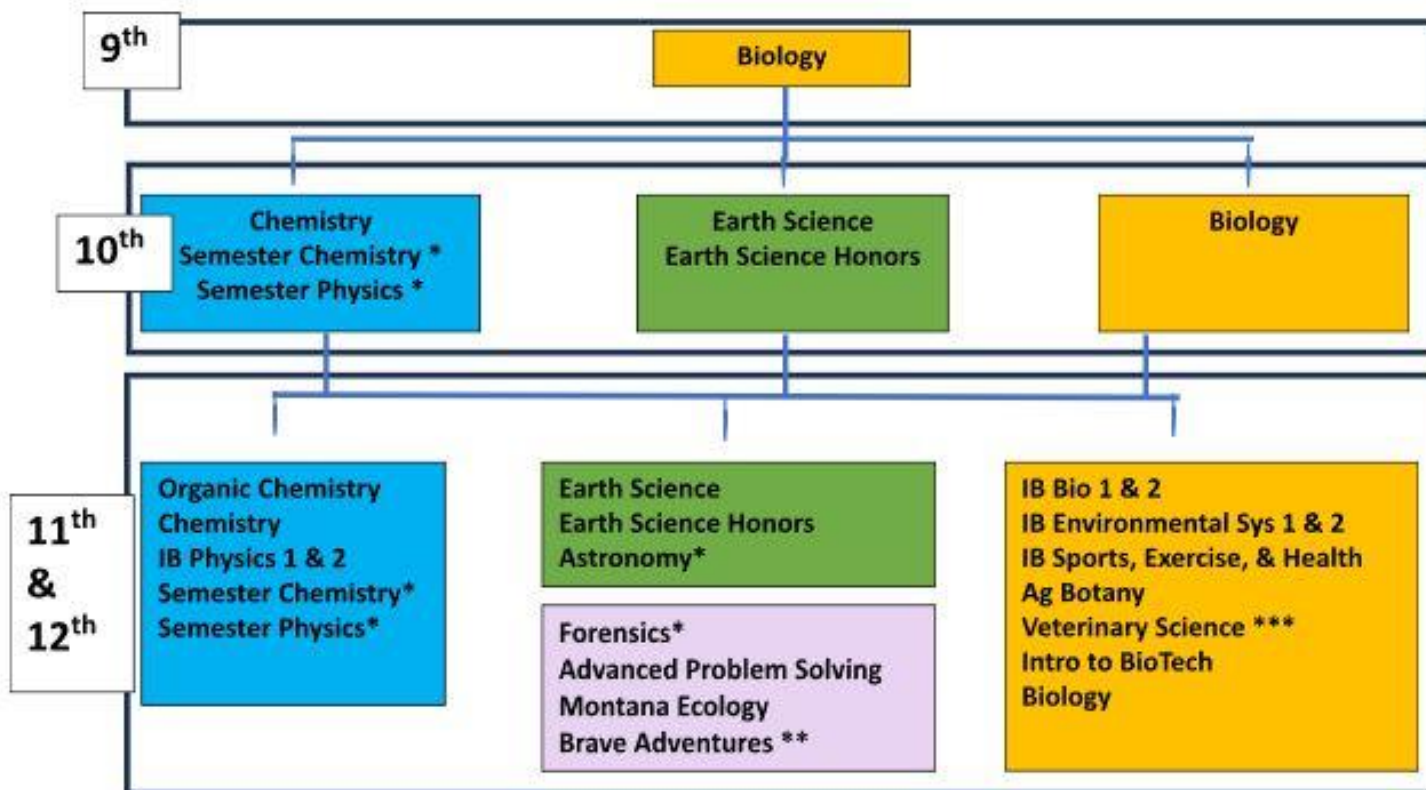 9th
Biology
10th
Chemistry
Semester Chemistry *
Semester Physics *
Earth Science
Earth Science Honors
Biology
11th
&
12th
Organic Chemistry
Chemistry
IB Physics 1 & 2
Semester Chemistry*
Semester Physics*
Earth Science
Earth Science Honors
Astronomy*
Forensics*
Advanced Problem Solving
Montana Ecology
Brave Adventures **
IB Bio 1 & 2
IB Environmental Sys 1 & 2
IB Sports, Exercise, & Health
Ag Botany
Veterinary Science ***
Intro to BioTech
Biology